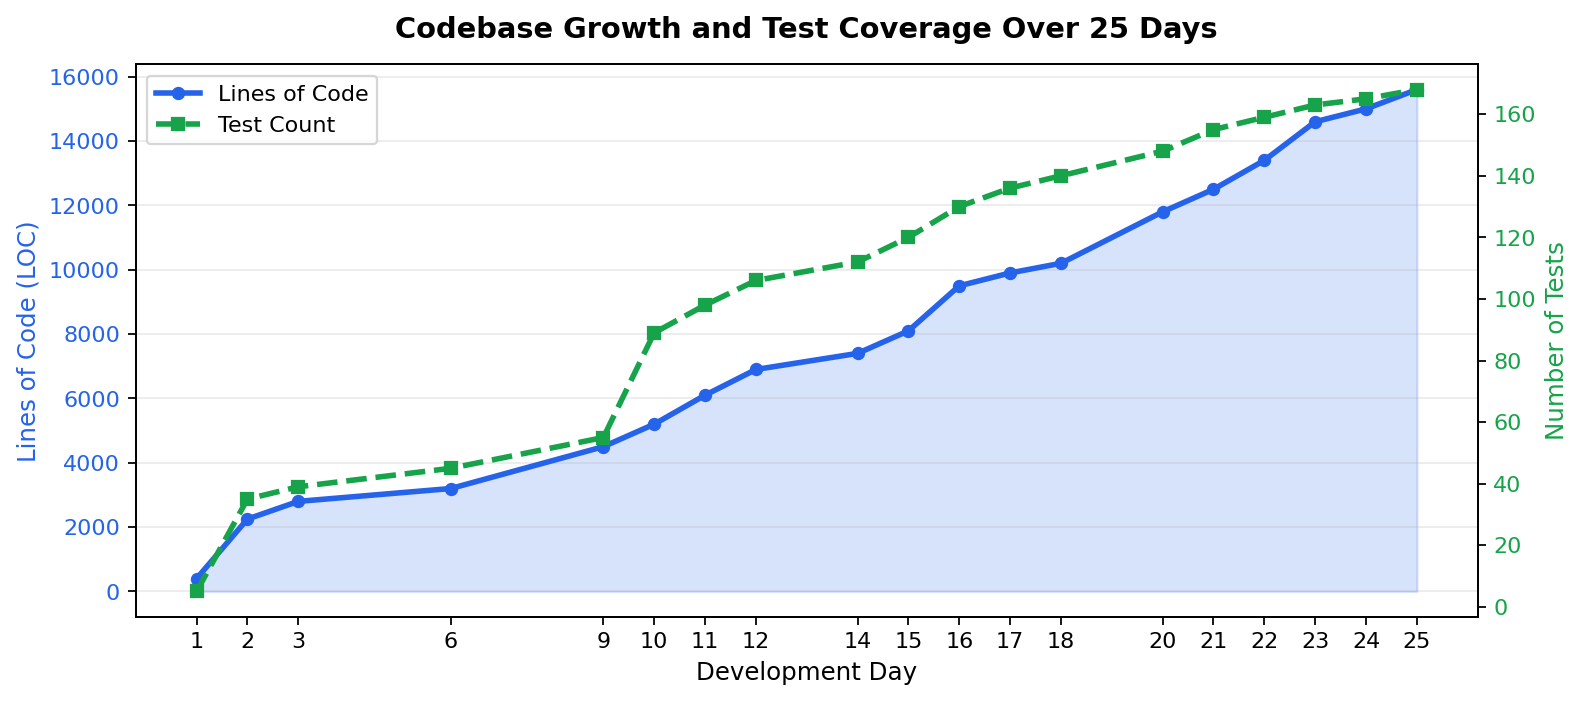 Codebase Growth and Test Coverage Over 25 Days
Lines of Code
Test Count
Lines of Code (LOC)
16000
14000
12000
10000
8000
6000
4000
2000
0
Number of Tests
160
140
120
100
80
60
40
20
0
1 2 3 6 9 10 11 12 14 15 16 17 18 20 21 22 23 24 25
Development Day